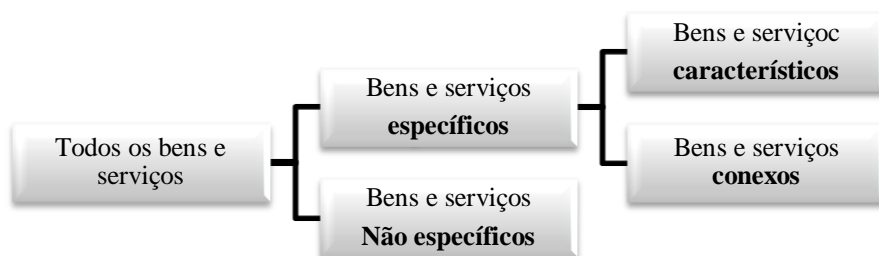 Todos os bens e
serviços
Bens e serviços
específicos
Bens e serviços
Não específicos
Bens e serviçoc
característicos
Bens e serviços
conexos